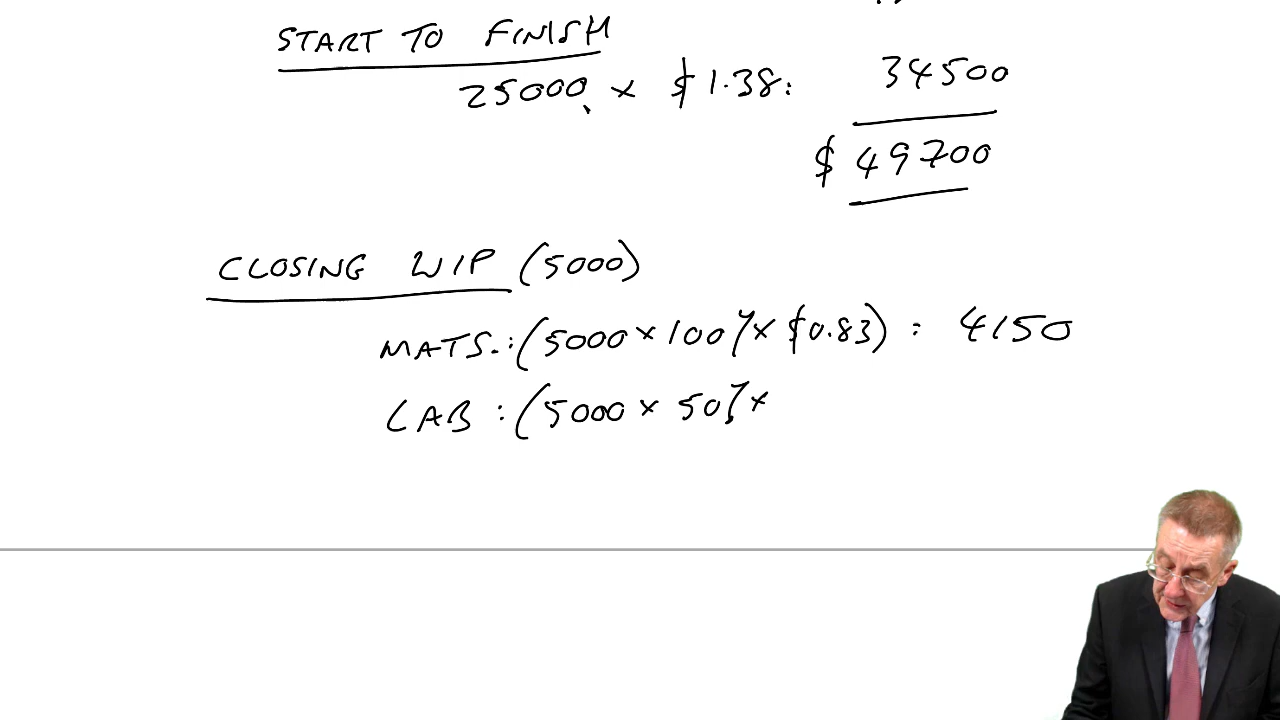 START TO FINISH
25000 x $1.38: 34500
$ 49700
CLOSING WIP (5000)
MATS.:(5000 x 100% x $0.83) : 4150
LAB :(5000 x 50% x